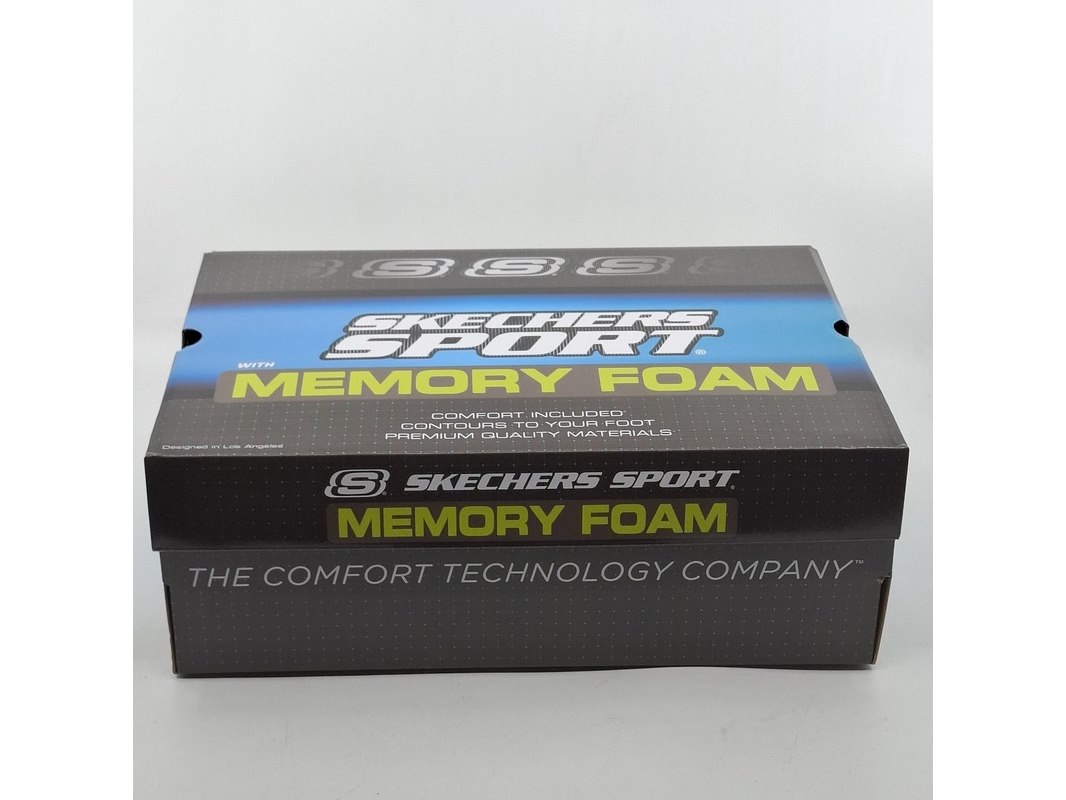 SKECHERS
SPORT®
WITH
MEMORY FOAM
COMFORT INCLUDED
CONTOURS TO YOUR FOOT
PREMIUM QUALITY MATERIALS
Designed in Los Angeles
S SKECHERS SPORT
MEMORY FOAM
THE COMFORT TECHNOLOGY COMPANY™